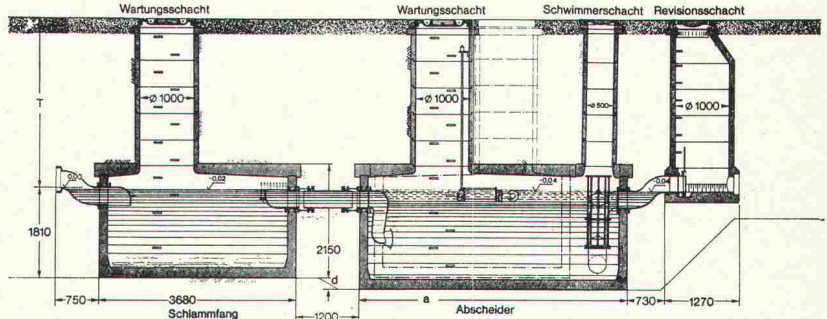 Wartungsschacht Wartungsschacht Schwimmerschacht Revisionsschacht
Ø 1000 Ø 1000 Ø 500 Ø 1000
T
-0,02 -0,04 -0,04
1810 2150
d
750 3680 a 730 1270
Schlammfang 1200 Abscheider